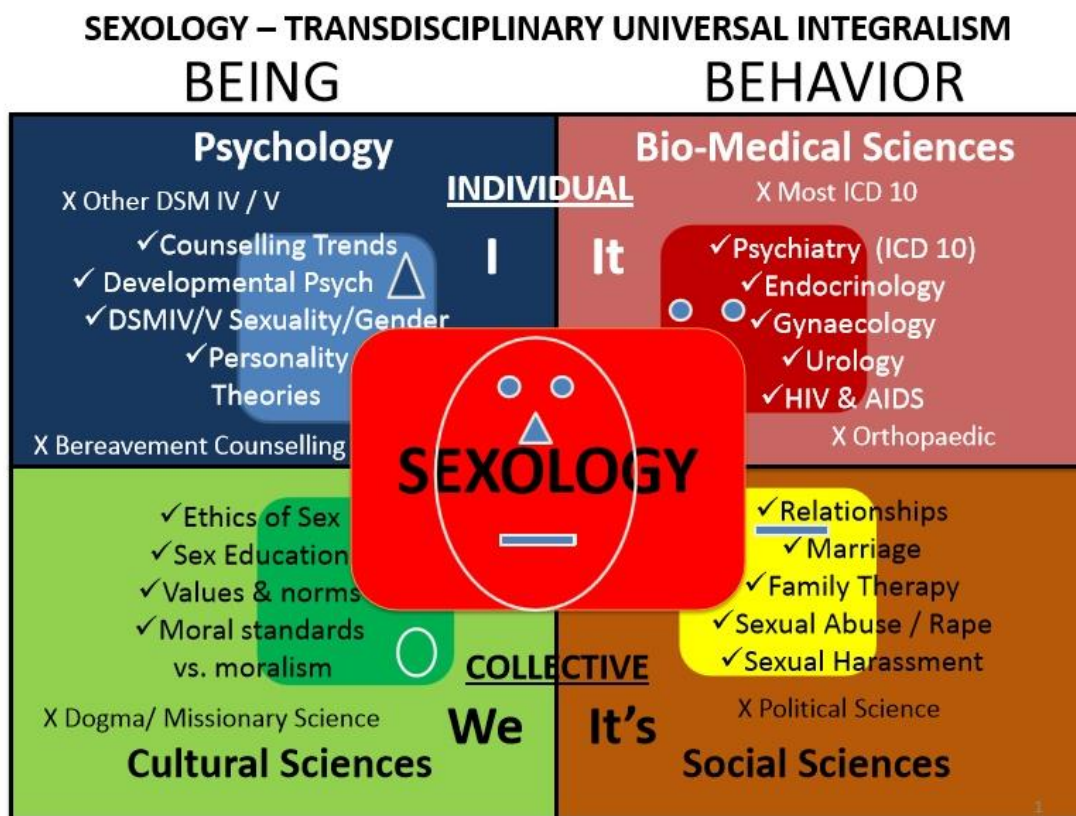 SEXOLOGY – TRANSDISCIPLINARY UNIVERSAL INTEGRALISM
BEING
BEHAVIOR
Psychology
X Other DSM IV / V
✓Counselling Trends
✓ Developmental Psych
✓DSMIV/V Sexuality/Gender
✓Personality
Theories
X Bereavement Counselling
INDIVIDUAL
I
It
Bio-Medical Sciences
X Most ICD 10
✓Psychiatry (ICD 10)
✓Endocrinology
✓Gynaecology
✓Urology
✓HIV & AIDS
X Orthopaedic
SEXOLOGY
✓Ethics of Sex
✓Sex Education
✓Values & norms
✓Moral standards
vs. moralism
X Dogma/ Missionary Science
Cultural Sciences
COLLECTIVE
We
It's
✓Relationships
✓Marriage
✓Family Therapy
✓Sexual Abuse / Rape
✓Sexual Harassment
X Political Science
Social Sciences
1